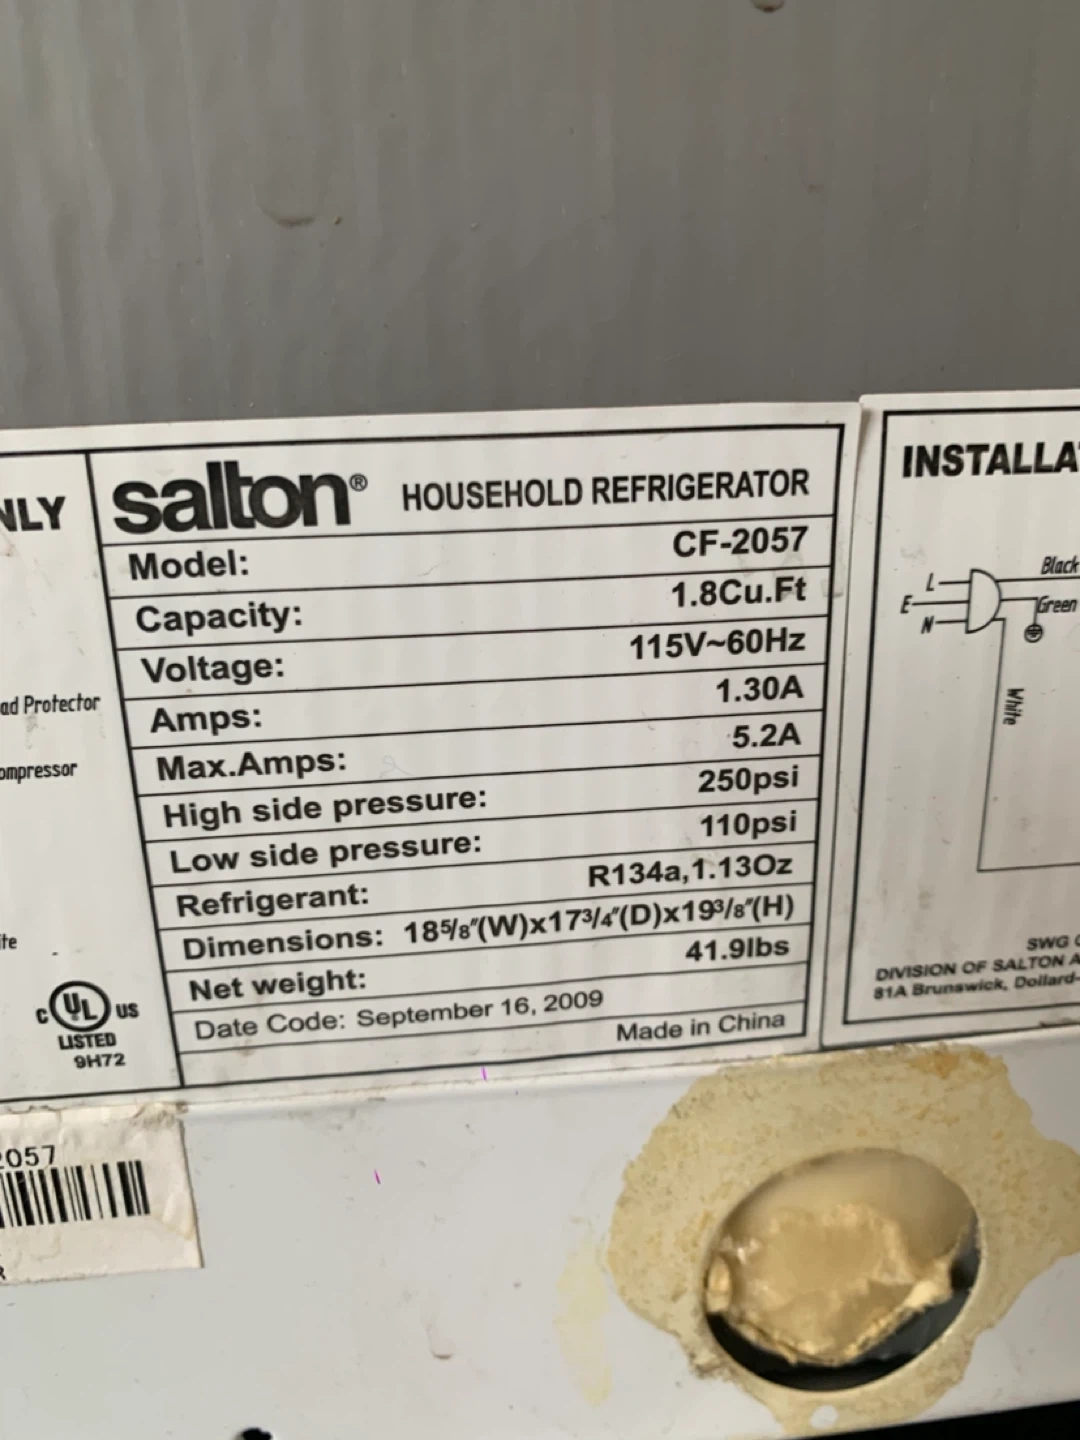 NLY
ad Protector
ompressor
ite
C UL US
LISTED
9H72
2057
R
salton® HOUSEHOLD REFRIGERATOR
Model: CF-2057
Capacity: 1.8Cu.Ft
Voltage: 115V~60Hz
Amps: 1.30A
Max.Amps: 5.2A
High side pressure: 250psi
Low side pressure: 110psi
Refrigerant: R134a,1.13Oz
Dimensions: 18⁵/₈"(W)x17³/₄"(D)x19³/₈"(H)
Net weight: 41.9lbs
Date Code: September 16, 2009
Made in China
INSTALLA
L
E
N
Black
Green
White
SWG
DIVISION OF SALTON A
81A Brunswick, Dollard-